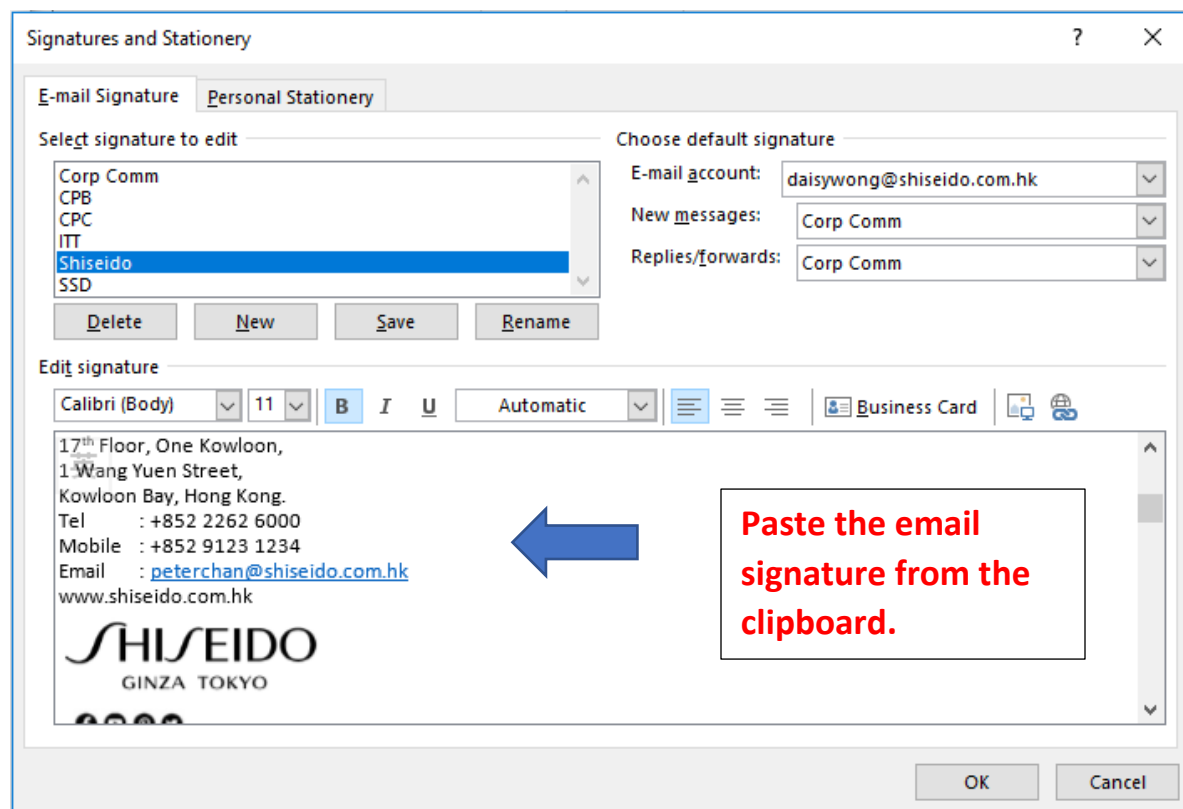 Signatures and Stationery
?
E-mail Signature
Personal Stationery
Select signature to edit
Corp Comm
CPB
CPC
ITT
Shiseido
SSD
Delete
New
Save
Rename
Choose default signature
E-mail account: daisywong@shiseido.com.hk
New messages: Corp Comm
Replies/forwards: Corp Comm
Edit signature
Calibri (Body) 11 B I U Automatic Business Card
17th Floor, One Kowloon,
1 Wang Yuen Street,
Kowloon Bay, Hong Kong.
Tel : +852 2262 6000
Mobile : +852 9123 1234
Email : peterchan@shiseido.com.hk
www.shiseido.com.hk
SHISEIDO
GINZA TOKYO
Paste the email
signature from the
clipboard.
OK
Cancel